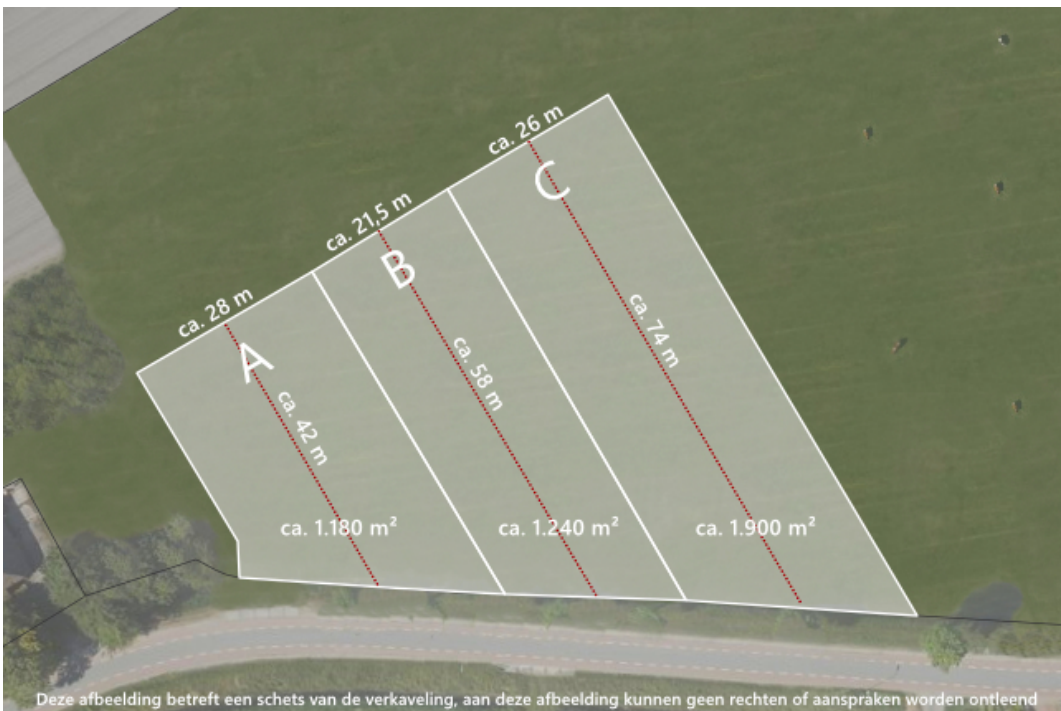 ca. 26 m
C
ca. 21,5 m
B
ca. 28 m
A
ca. 74 m
ca. 58 m
ca. 42 m
ca. 1.180 m²
ca. 1.240 m²
ca. 1.900 m²
Deze afbeelding betreft een schets van de verkaveling, aan deze afbeelding kunnen geen rechten of aanspraken worden ontleend